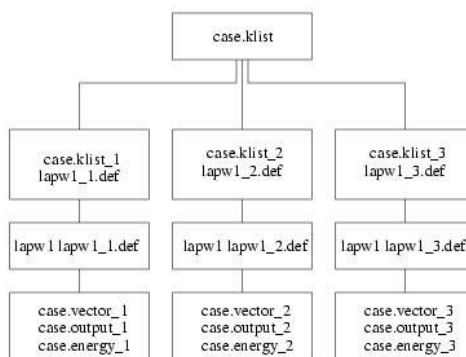 case.klist
case.klist_1
lapw1_1.def
case.klist_2
lapw1_2.def
case.klist_3
lapw1_3.def
lapw1 lapw1_1.def
lapw1 lapw1_2.def
lapw1 lapw1_3.def
case.vector_1
case.output_1
case.energy_1
case.vector_2
case.output_2
case.energy_2
case.vector_3
case.output_3
case.energy_3